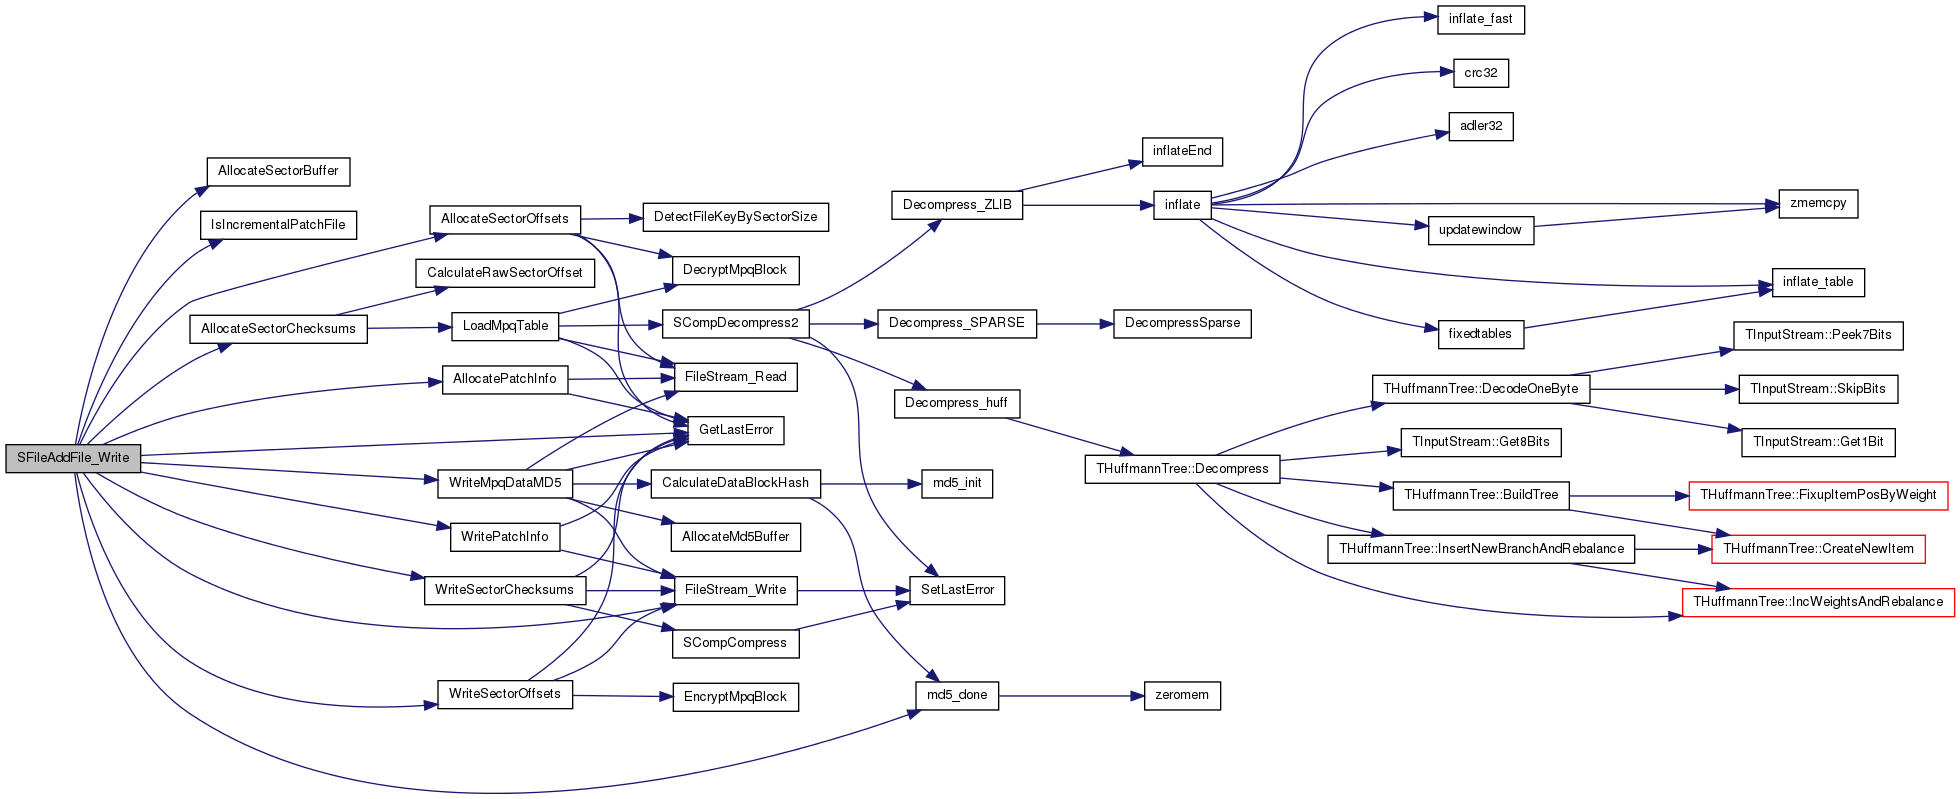 SFileAddFile_Write
AllocateSectorBuffer
IsIncrementalPatchFile
AllocateSectorChecksums
AllocateSectorOffsets
CalculateRawSectorOffset
LoadMpqTable
AllocatePatchInfo
WriteMpqDataMD5
WritePatchInfo
WriteSectorChecksums
WriteSectorOffsets
DetectFileKeyBySectorSize
DecryptMpqBlock
SCompDecompress2
FileStream_Read
GetLastError
CalculateDataBlockHash
AllocateMd5Buffer
FileStream_Write
SCompCompress
EncryptMpqBlock
Decompress_ZLIB
Decompress_SPARSE
Decompress_huff
md5_init
SetLastError
md5_done
inflateEnd
inflate
DecompressSparse
THuffmannTree::Decompress
zeromem
inflate_fast
crc32
adler32
updatewindow
fixedtables
THuffmannTree::DecodeOneByte
TInputStream::Get8Bits
THuffmannTree::BuildTree
THuffmannTree::InsertNewBranchAndRebalance
zmemcpy
inflate_table
TInputStream::Peek7Bits
TInputStream::SkipBits
TInputStream::Get1Bit
THuffmannTree::FixupItemPosByWeight
THuffmannTree::CreateNewItem
THuffmannTree::IncWeightsAndRebalance